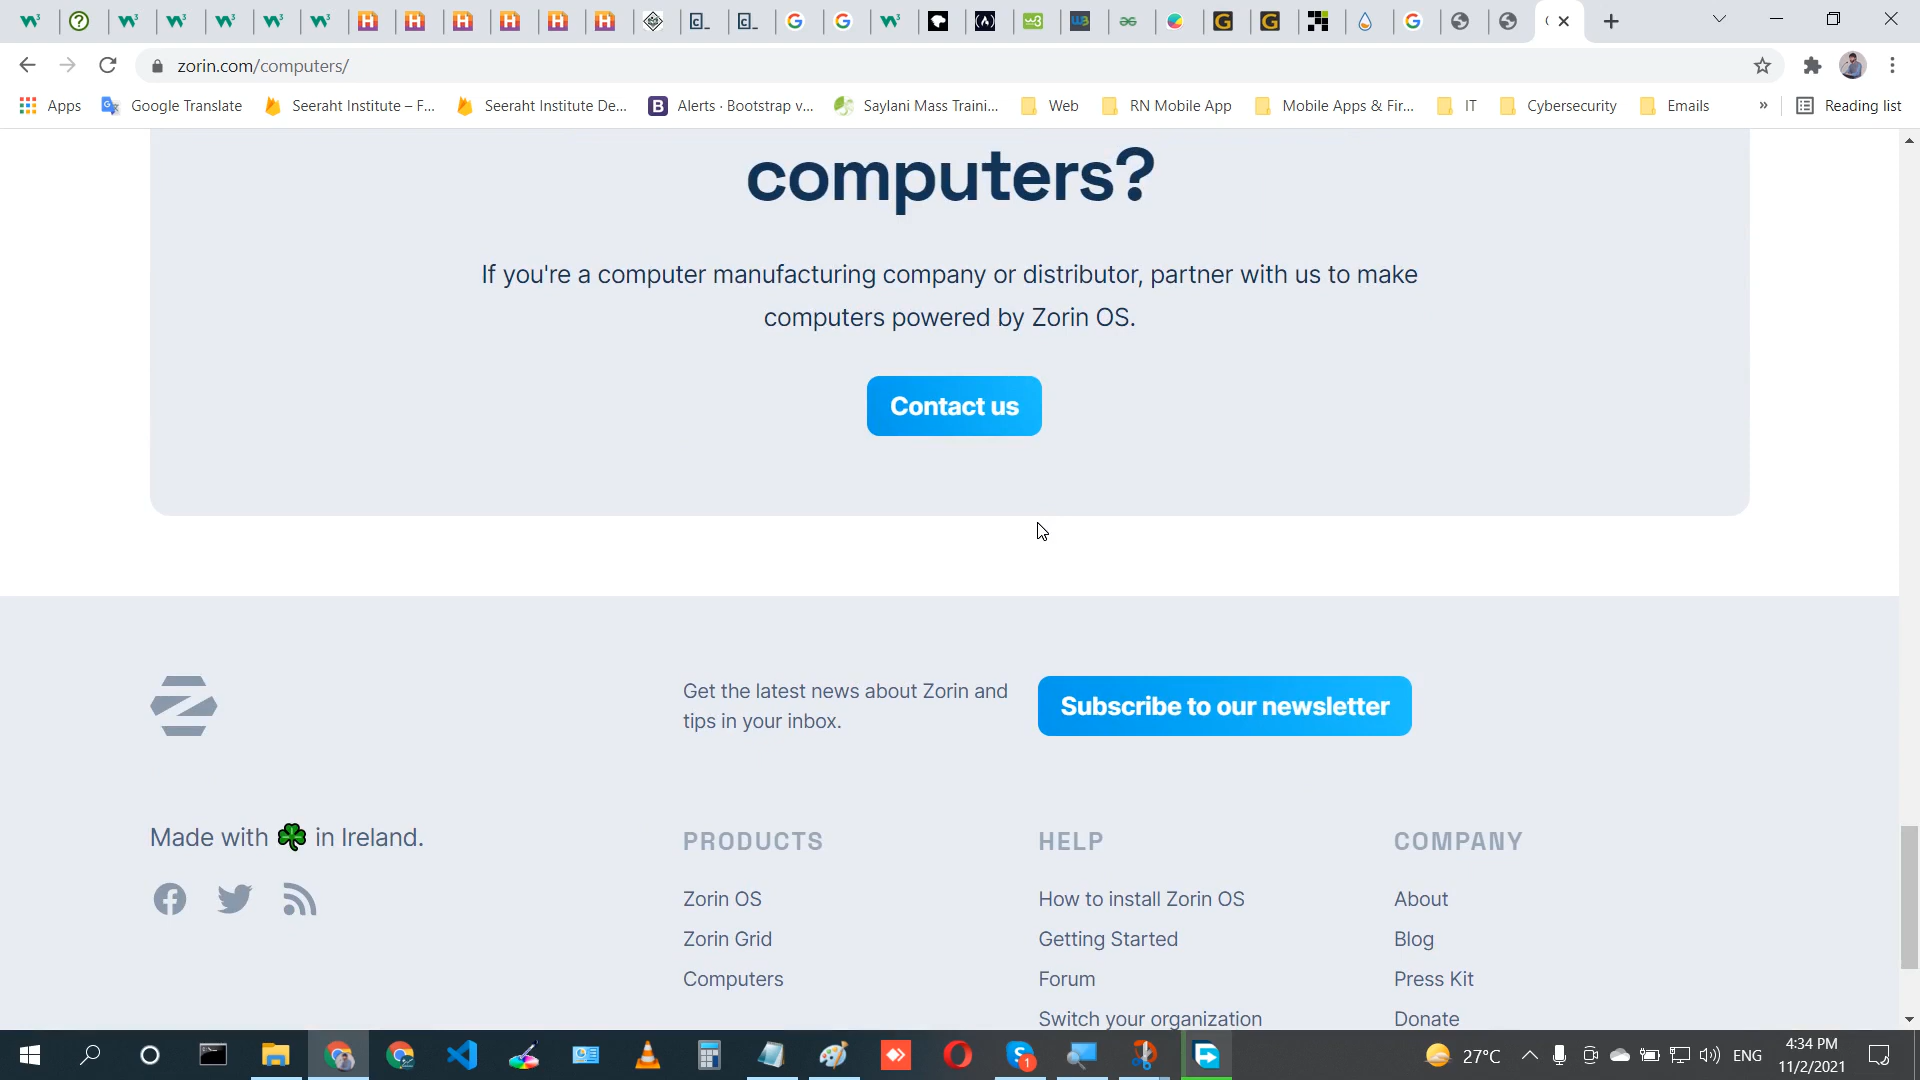 zorin.com/computers/
Apps Google Translate Seeraht Institute – F... Seeraht Institute De... Alerts · Bootstrap v... Saylani Mass Traini... Web RN Mobile App Mobile Apps & Fir... IT Cybersecurity Emails » Reading list
computers?
If you're a computer manufacturing company or distributor, partner with us to make
computers powered by Zorin OS.
Contact us
Get the latest news about Zorin and
tips in your inbox.
Subscribe to our newsletter
Made with ☘ in Ireland.
PRODUCTS
Zorin OS
Zorin Grid
Computers
HELP
How to install Zorin OS
Getting Started
Forum
Switch your organization
COMPANY
About
Blog
Press Kit
Donate
27°C ENG 4:34 PM
11/2/2021